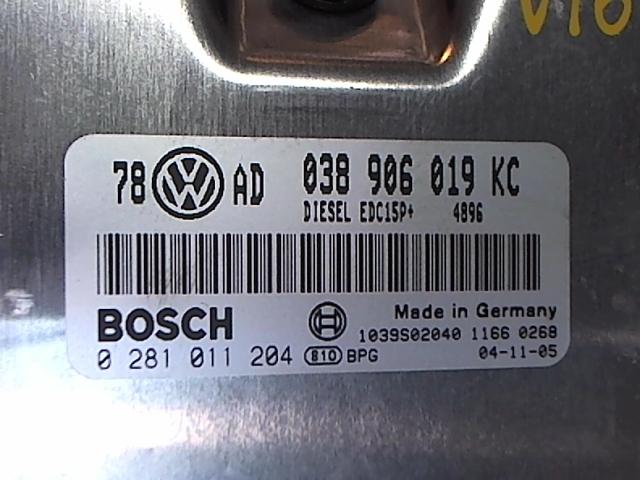 V10
78 AD 038 906 019 KC
DIESEL EDC15P+ 4896
BOSCH Made in Germany
1039S02040 1166 0268
0 281 011 204 810 BPG 04-11-05